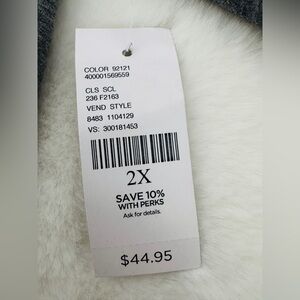 COLOR 92121
400001569559
CLS SCL
236 F2163
VEND STYLE
8483 1104129
VS: 300181453
2X
SAVE 10%
WITH PERKS
Ask for details.
$44.95